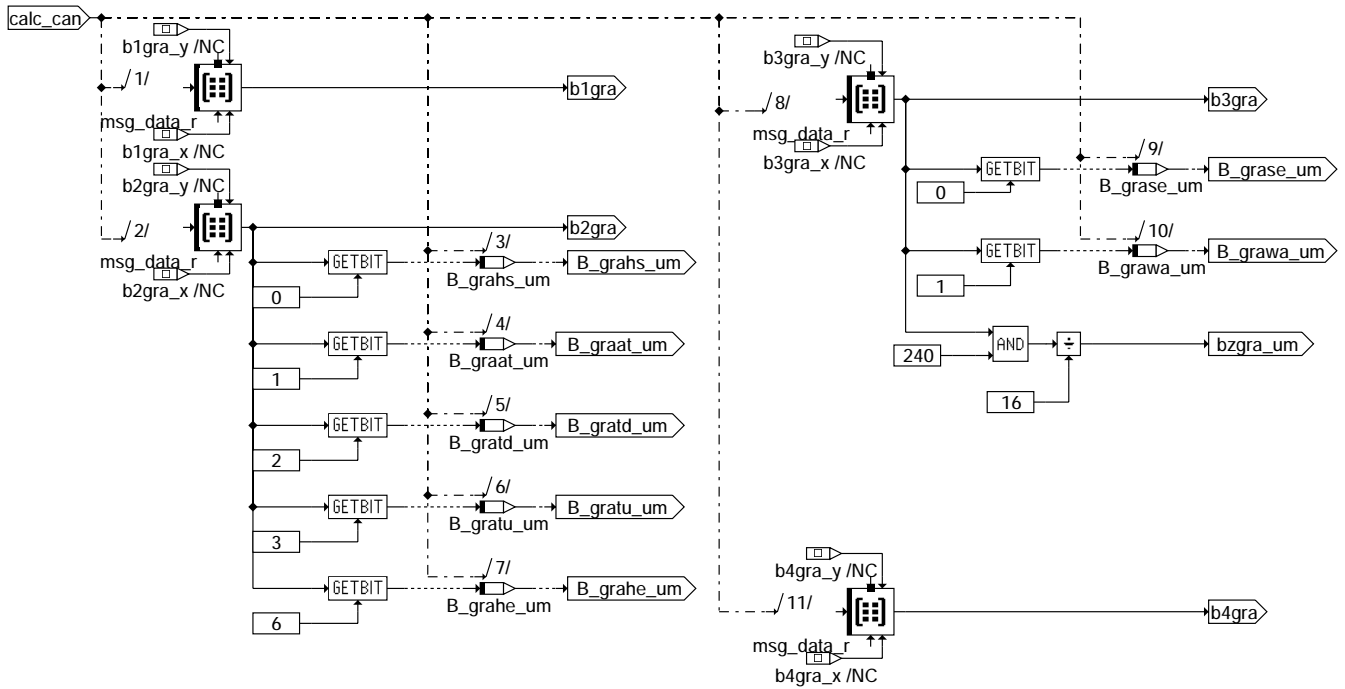 calc_can
b1gra_y /NC
/1/
msg_data_r
b1gra_x /NC
b1gra
b2gra_y /NC
/2/
msg_data_r
b2gra_x /NC
b2gra
GETBIT
0
/3/
B_grahs_um
B_grahs_um
GETBIT
1
/4/
B_graat_um
B_graat_um
GETBIT
2
/5/
B_gratd_um
B_gratd_um
GETBIT
3
/6/
B_gratu_um
B_gratu_um
GETBIT
6
/7/
B_grahe_um
B_grahe_um
b3gra_y /NC
/8/
msg_data_r
b3gra_x /NC
b3gra
GETBIT
0
/9/
B_grase_um
B_grase_um
GETBIT
1
/10/
B_grawa_um
B_grawa_um
240
AND
÷
16
bzgra_um
b4gra_y /NC
/11/
msg_data_r
b4gra_x /NC
b4gra